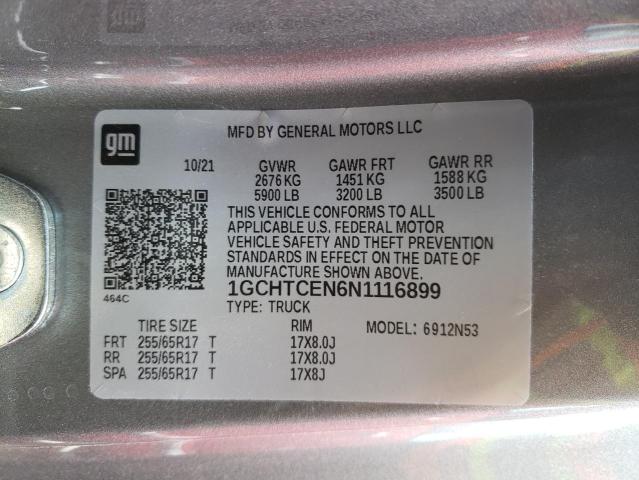 gm
MFD BY GENERAL MOTORS LLC
10/21 GVWR GAWR FRT GAWR RR
2676 KG 1451 KG 1588 KG
5900 LB 3200 LB 3500 LB
THIS VEHICLE CONFORMS TO ALL
APPLICABLE U.S. FEDERAL MOTOR
VEHICLE SAFETY AND THEFT PREVENTION
STANDARDS IN EFFECT ON THE DATE OF
MANUFACTURE SHOWN ABOVE.
464C
1GCHTCEN6N1116899
TYPE: TRUCK
TIRE SIZE RIM MODEL: 6912N53
FRT 255/65R17 T 17X8.0J
RR 255/65R17 T 17X8.0J
SPA 255/65R17 T 17X8J